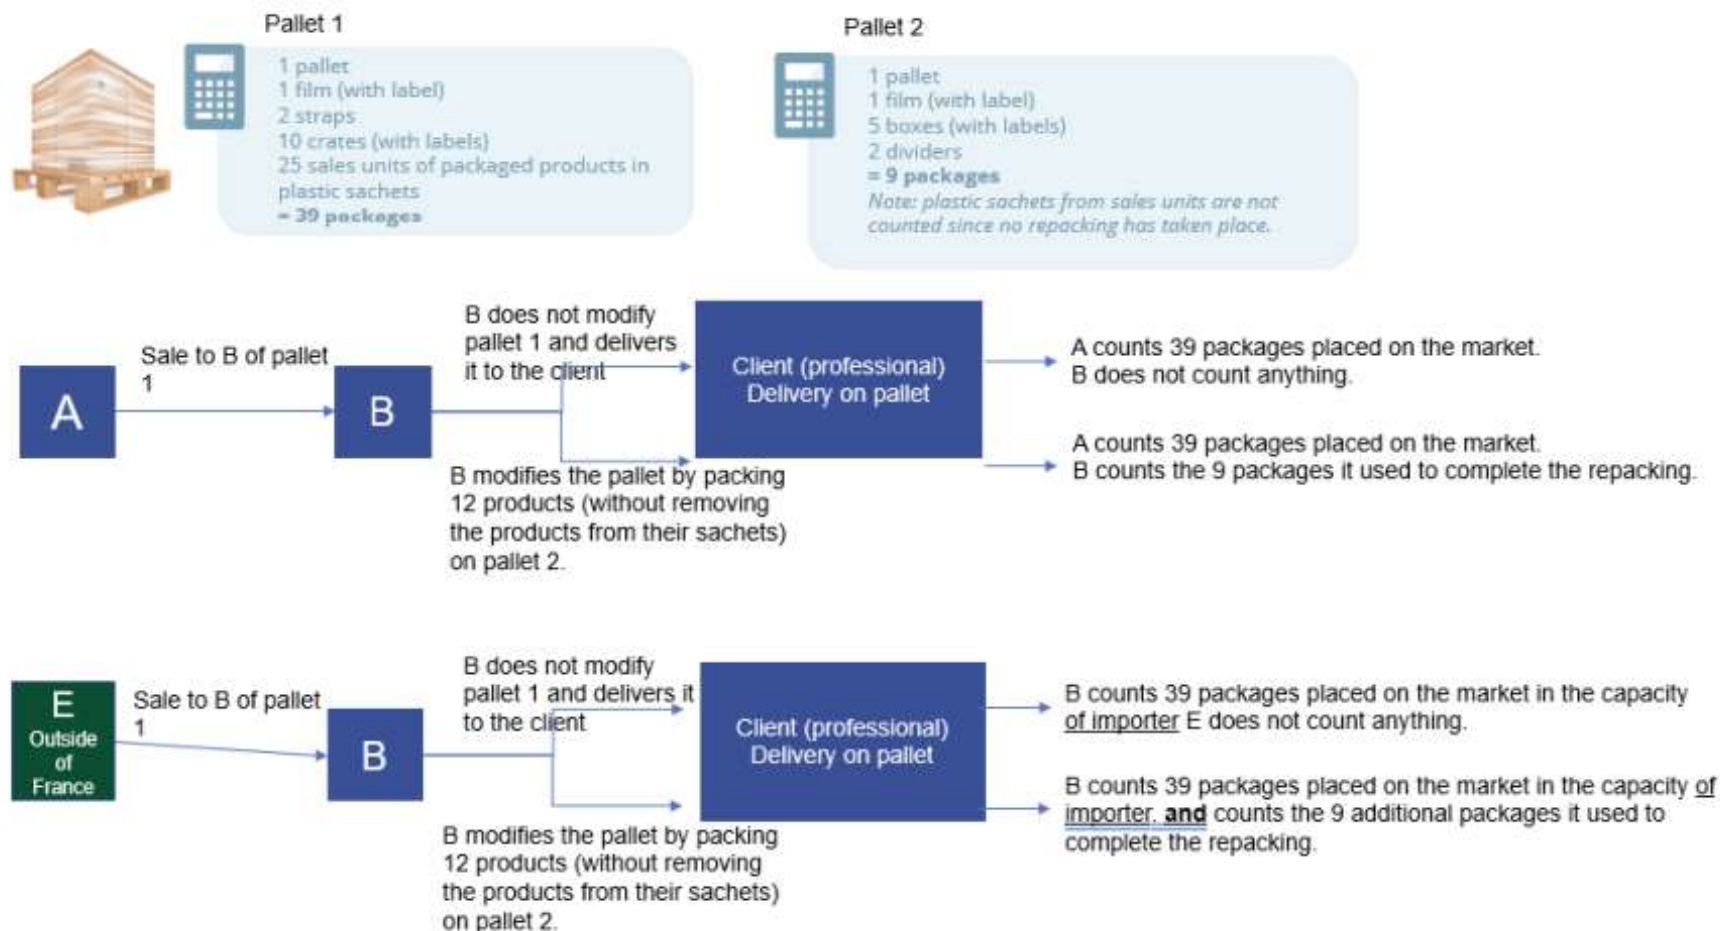 Pallet 1
1 pallet
1 film (with label)
2 straps
10 crates (with labels)
25 sales units of packaged products in
plastic sachets
= 39 packages
Pallet 2
1 pallet
1 film (with label)
5 boxes (with labels)
2 dividers
= 9 packages
Note: plastic sachets from sales units are not
counted since no repacking has taken place.
A
Sale to B of pallet
1
B
B does not modify
pallet 1 and delivers
it to the client
B modifies the pallet by packing
12 products (without removing
the products from their sachets)
on pallet 2.
Client (professional)
Delivery on pallet
A counts 39 packages placed on the market.
B does not count anything.
A counts 39 packages placed on the market.
B counts the 9 packages it used to complete the repacking.
E
Outside
of
France
Sale to B of pallet
1
B
B does not modify
pallet 1 and delivers it
to the client
B modifies the pallet by packing
12 products (without removing
the products from their sachets)
on pallet 2.
Client (professional)
Delivery on pallet
B counts 39 packages placed on the market in the capacity
of importer E does not count anything.
B counts 39 packages placed on the market in the capacity of
importer. and counts the 9 additional packages it used to
complete the repacking.